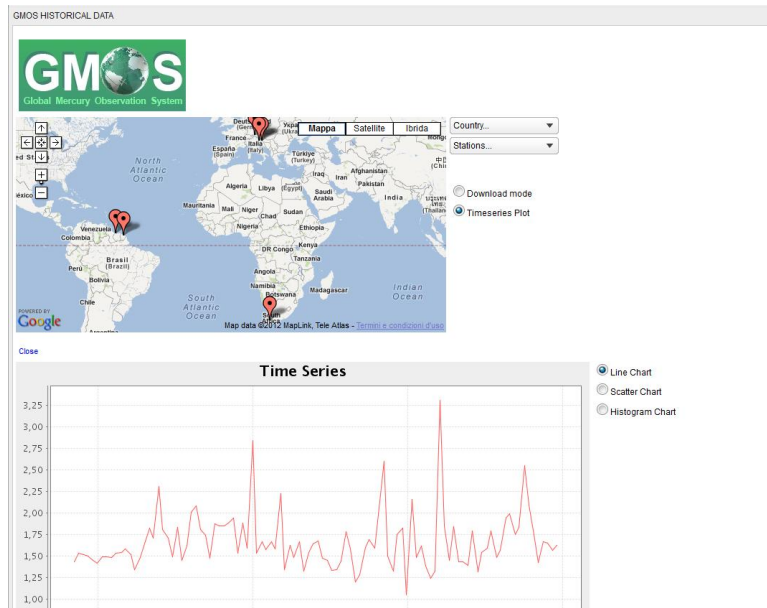 GMOS HISTORICAL DATA
GMOS
Global Mercury Observation System
Mappa
Satellite
Ibrida
Country...
Stations...
Download mode
Timeseries Plot
France
España
(Spain)
Italia
(Italy)
Türkiye
(Turkey)
Iraq
Iran
Afghanistan
Pakistan
North
Atlantic
Ocean
Algeria
Libya
(Egypt)
Saudi
Arabia
India
Mauritania
Mali
Niger
Chad
Sudan
Nigeria
Ethiopia
Venezuela
Colombia
DR Congo
Kenya
Tanzania
Perú
Brasil
(Brazil)
Bolivia
Angola
Namibia
Botswana
Madagascar
Chile
South
Atlantic
Ocean
Indian
Ocean
South
Africa
POWERED BY
Google
Map data ©2012 MapLink, Tele Atlas - Termini e condizioni d'uso
Close
Time Series
Line Chart
Scatter Chart
Histogram Chart
3,25
3,00
2,75
2,50
2,25
2,00
1,75
1,50
1,25
1,00